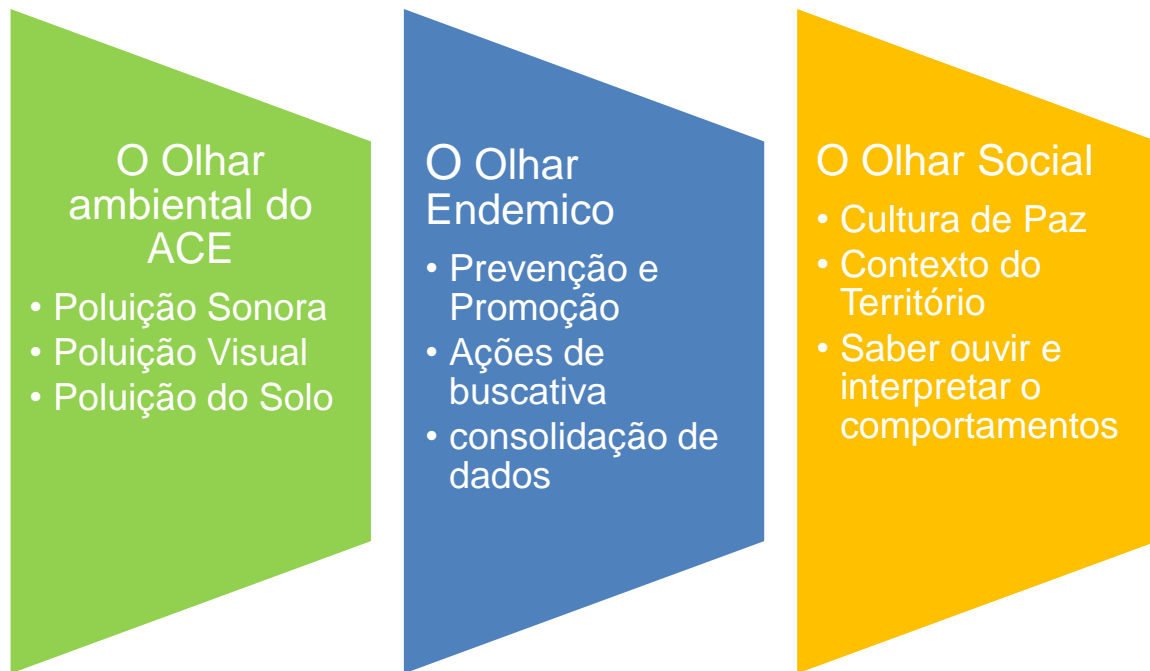 O Olhar
ambiental do
ACE
• Poluição Sonora
• Poluição Visual
• Poluição do Solo
O Olhar
Endemico
• Prevenção e
Promoção
• Ações de
buscativa
• consolidação de
dados
O Olhar Social
• Cultura de Paz
• Contexto do
Território
• Saber ouvir e
interpretar o
comportamentos